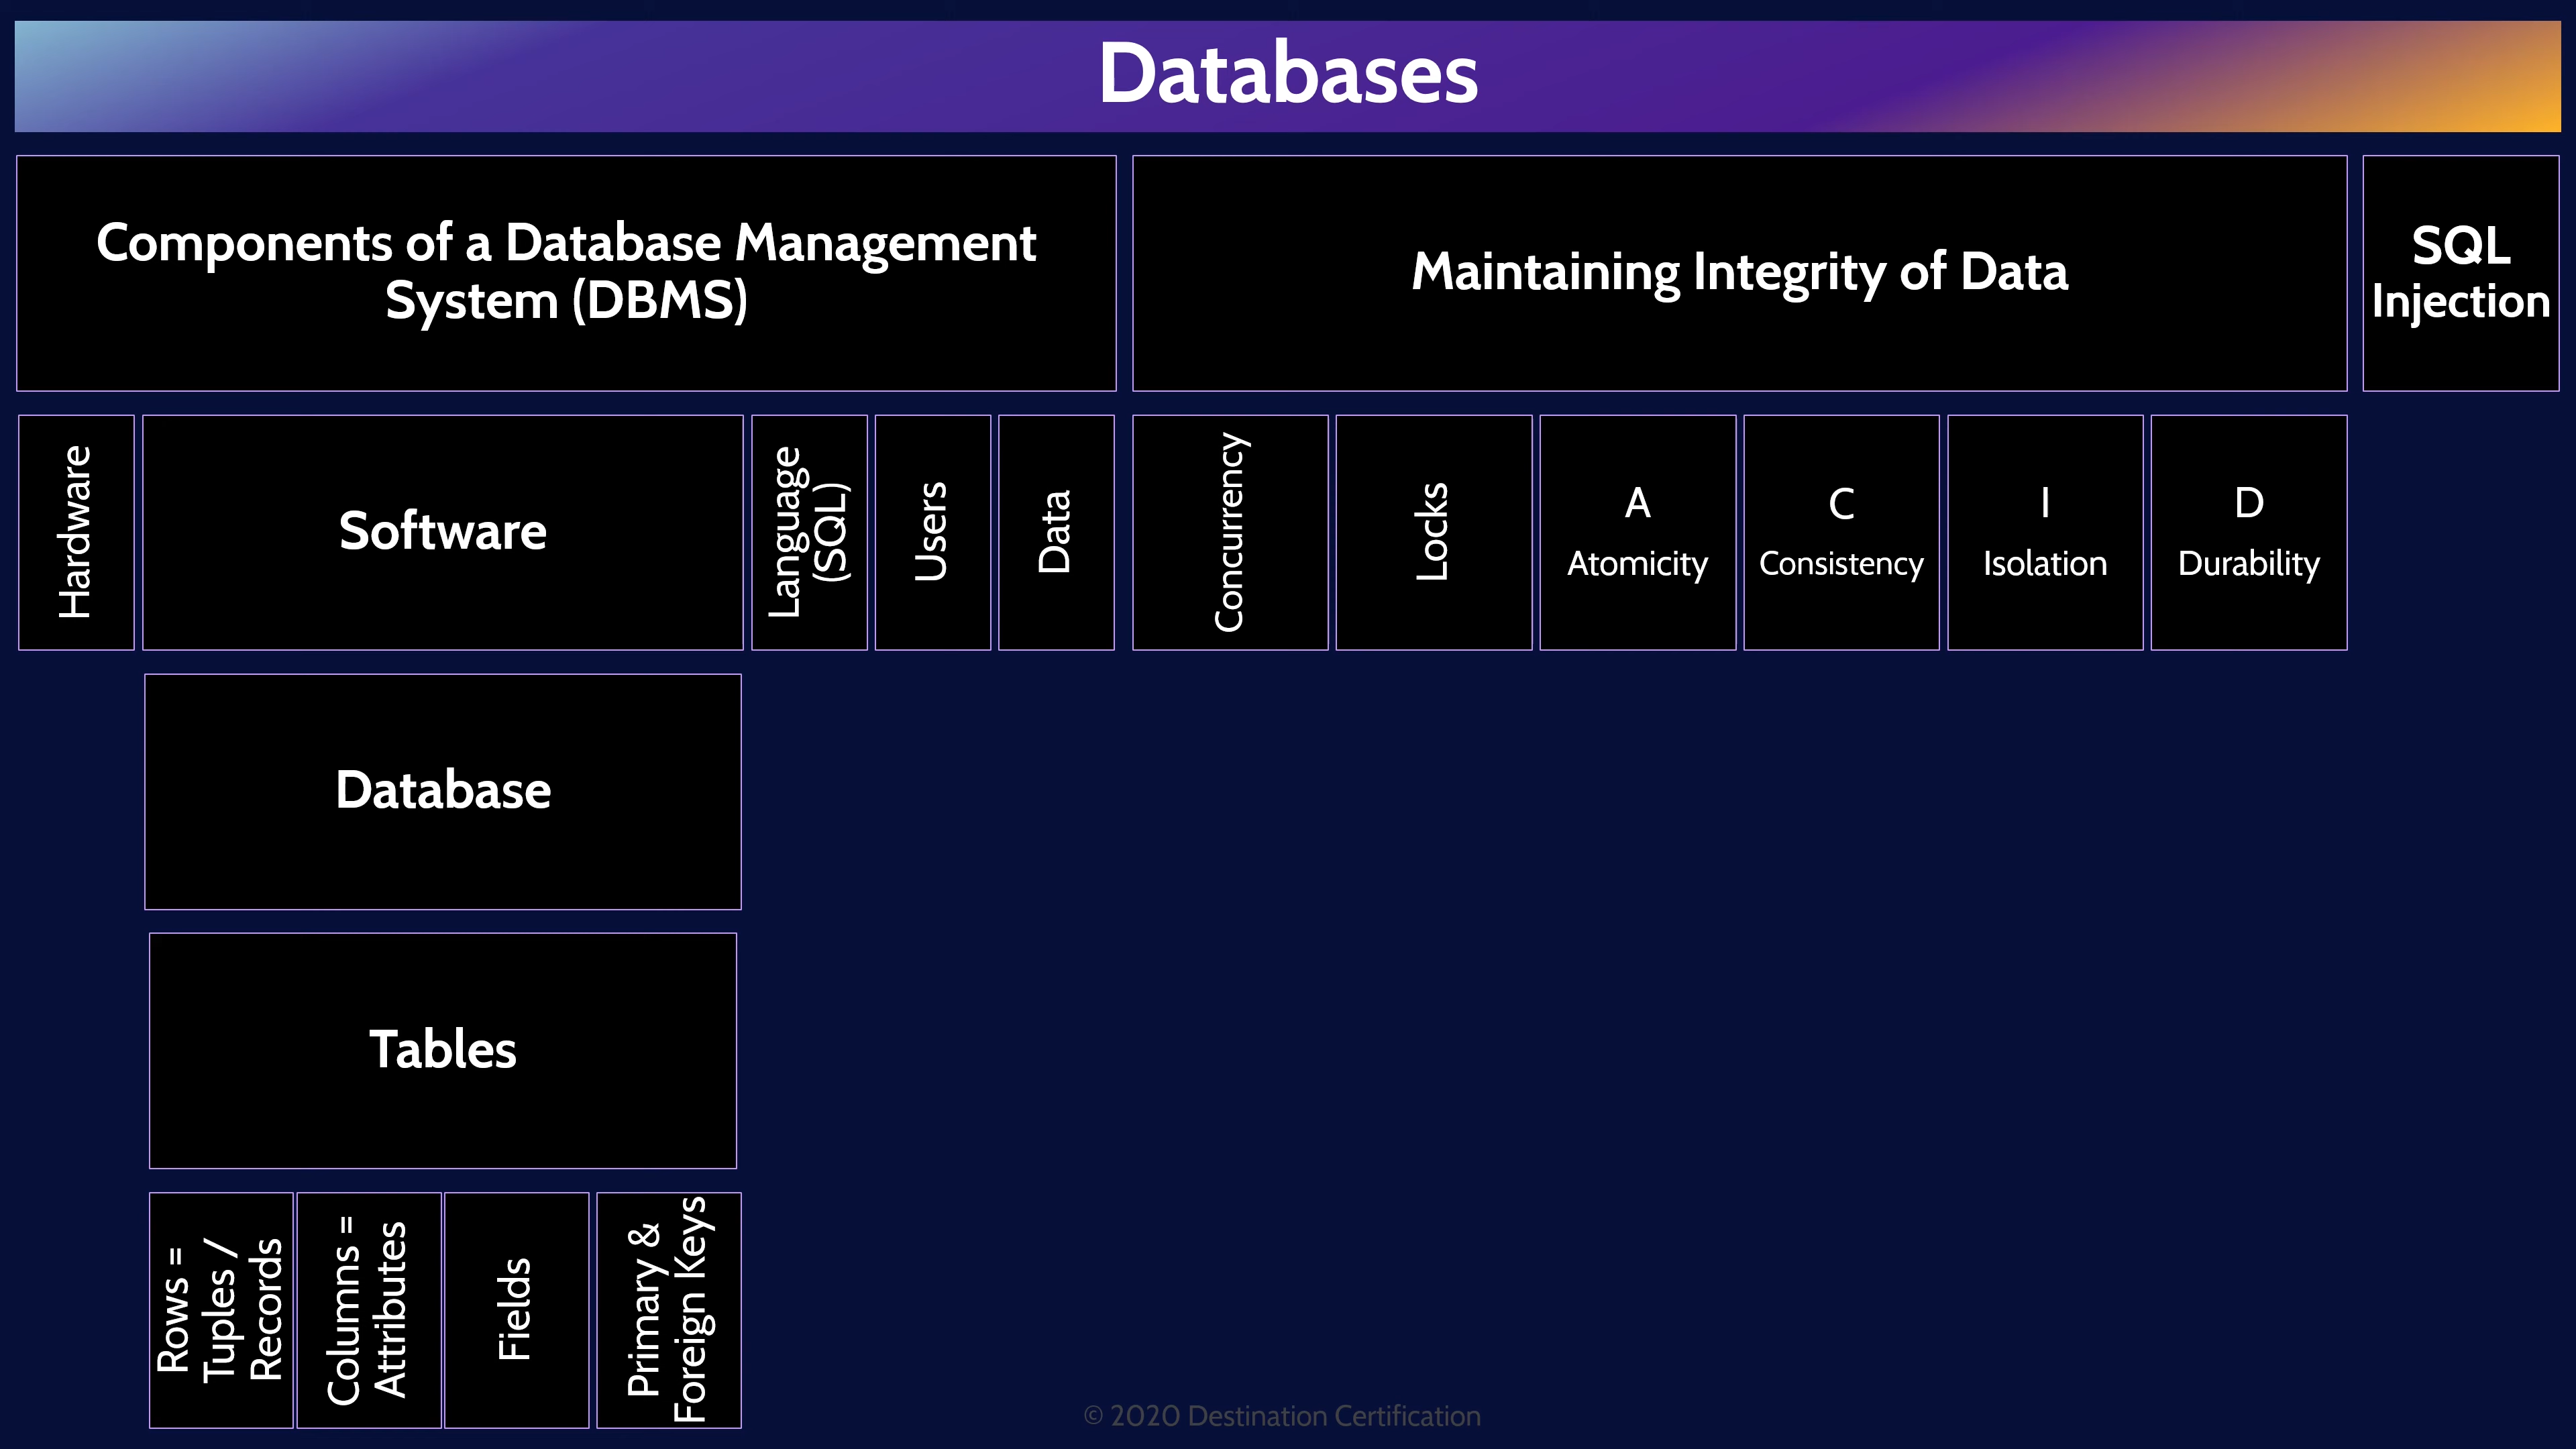 Databases
Components of a Database Management
System (DBMS)
Maintaining Integrity of Data
SQL
Injection
Hardware
Software
Language
(SQL)
Users
Data
Concurrency
Locks
A
Atomicity
C
Consistency
I
Isolation
D
Durability
Database
Tables
Rows =
Tuples /
Records
Columns =
Attributes
Fields
Primary &
Foreign Keys
© 2020 Destination Certification